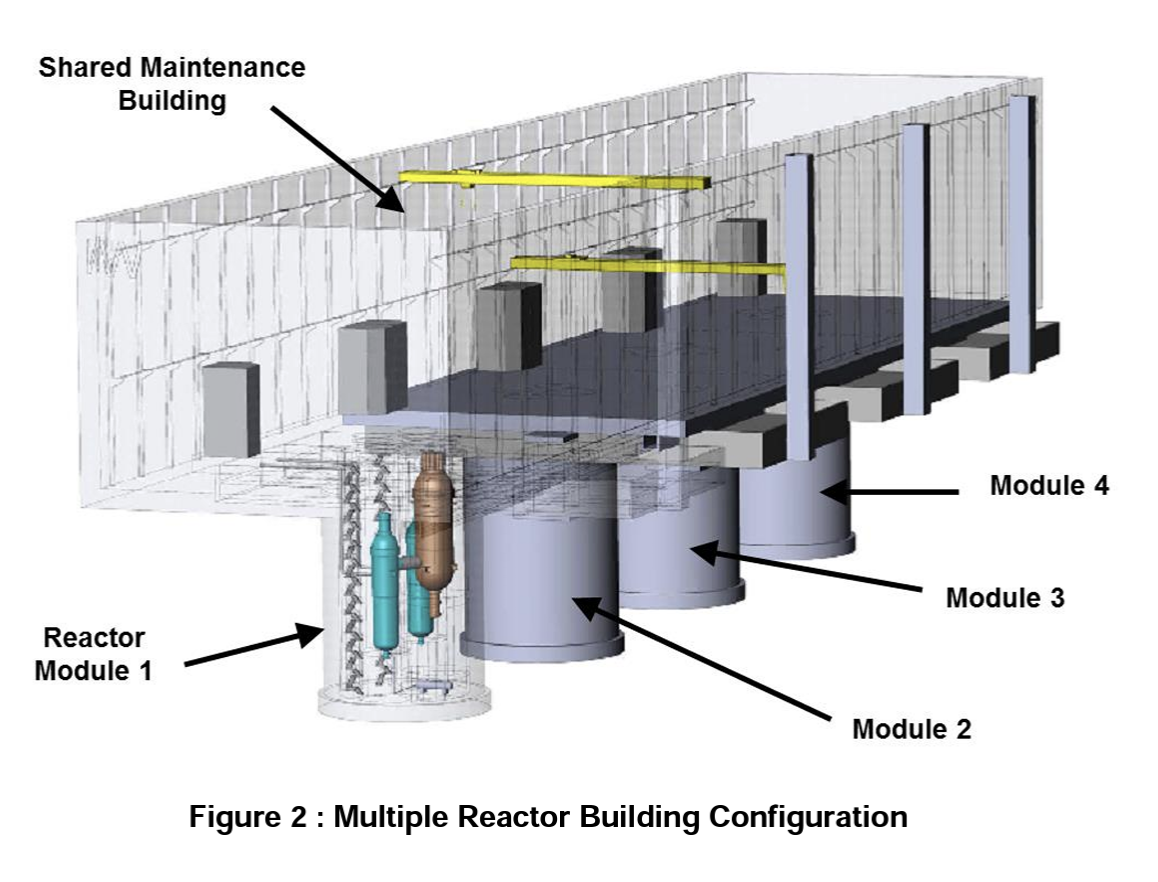 Shared Maintenance
Building
Module 4
Module 3
Reactor
Module 1
Module 2
Figure 2 : Multiple Reactor Building Configuration